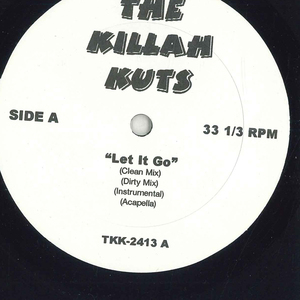 THE
KILLAH
KUTS
SIDE A
33 1/3 RPM
“Let It Go”
(Clean Mix)
(Dirty Mix)
(Instrumental)
(Acapella)
TKK-2413 A